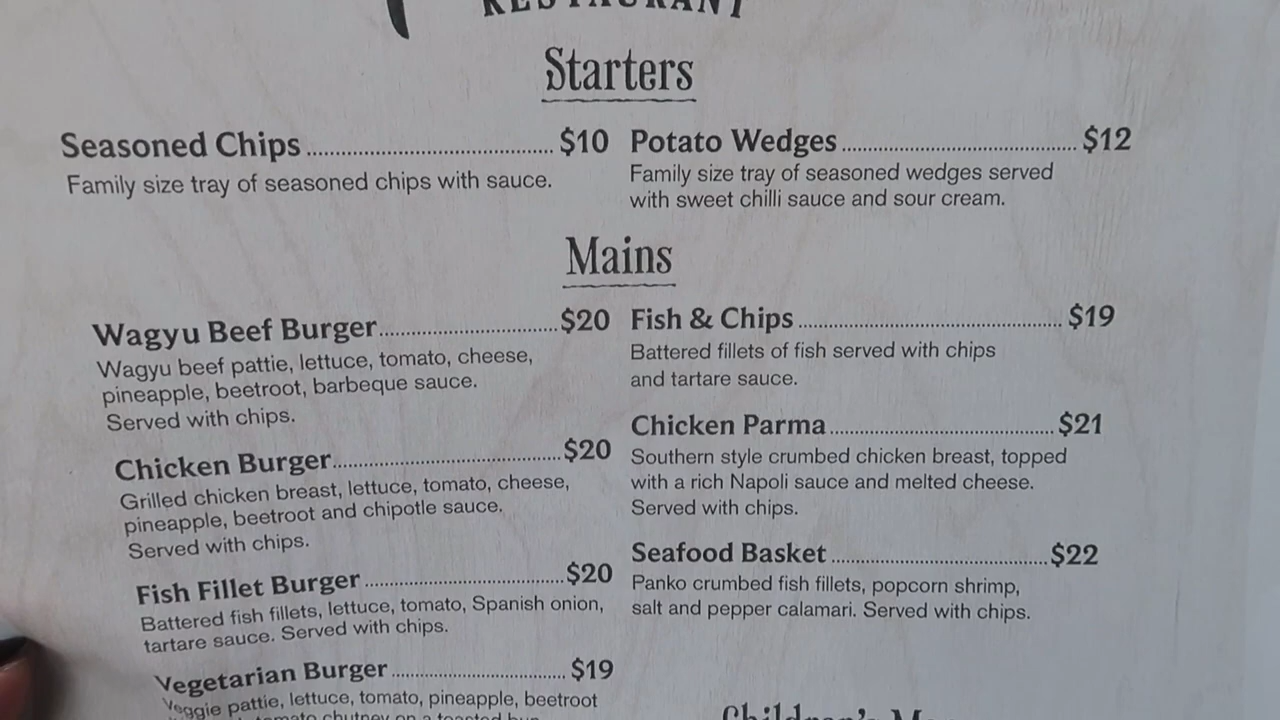 RESTAURANT
Starters
Seasoned Chips ........ $10
Family size tray of seasoned chips with sauce.
Potato Wedges ........ $12
Family size tray of seasoned wedges served
with sweet chilli sauce and sour cream.
Mains
Wagyu Beef Burger ........ $20
Wagyu beef pattie, lettuce, tomato, cheese,
pineapple, beetroot, barbeque sauce.
Served with chips.
Chicken Burger ........ $20
Grilled chicken breast, lettuce, tomato, cheese,
pineapple, beetroot and chipotle sauce.
Served with chips.
Fish Fillet Burger ........ $20
Battered fish fillets, lettuce, tomato, Spanish onion,
tartare sauce. Served with chips.
Vegetarian Burger ........ $19
Veggie pattie, lettuce, tomato, pineapple, beetroot
tomato chutney on a toasted bun
Fish & Chips ........ $19
Battered fillets of fish served with chips
and tartare sauce.
Chicken Parma ........ $21
Southern style crumbed chicken breast, topped
with a rich Napoli sauce and melted cheese.
Served with chips.
Seafood Basket ........ $22
Panko crumbed fish fillets, popcorn shrimp,
salt and pepper calamari. Served with chips.
Children's